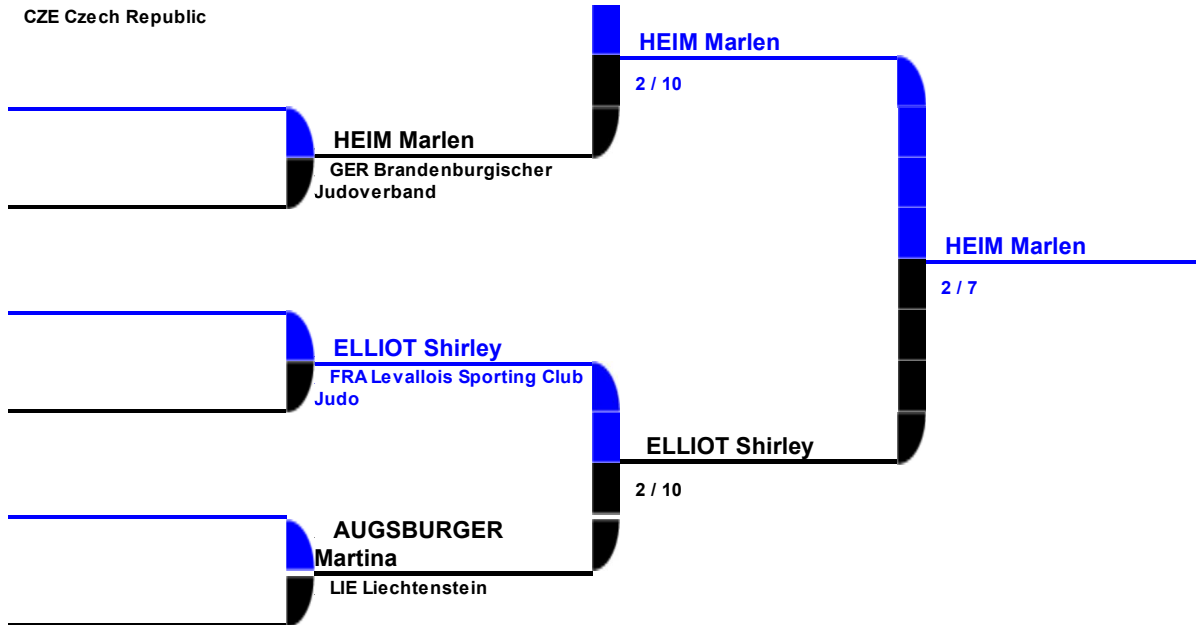 CZE Czech Republic
HEIM Marlen
2 / 10
HEIM Marlen
GER Brandenburgischer
Judoverband
HEIM Marlen
2 / 7
ELLIOT Shirley
FRA Levallois Sporting Club
Judo
ELLIOT Shirley
2 / 10
AUGSBURGER
Martina
LIE Liechtenstein